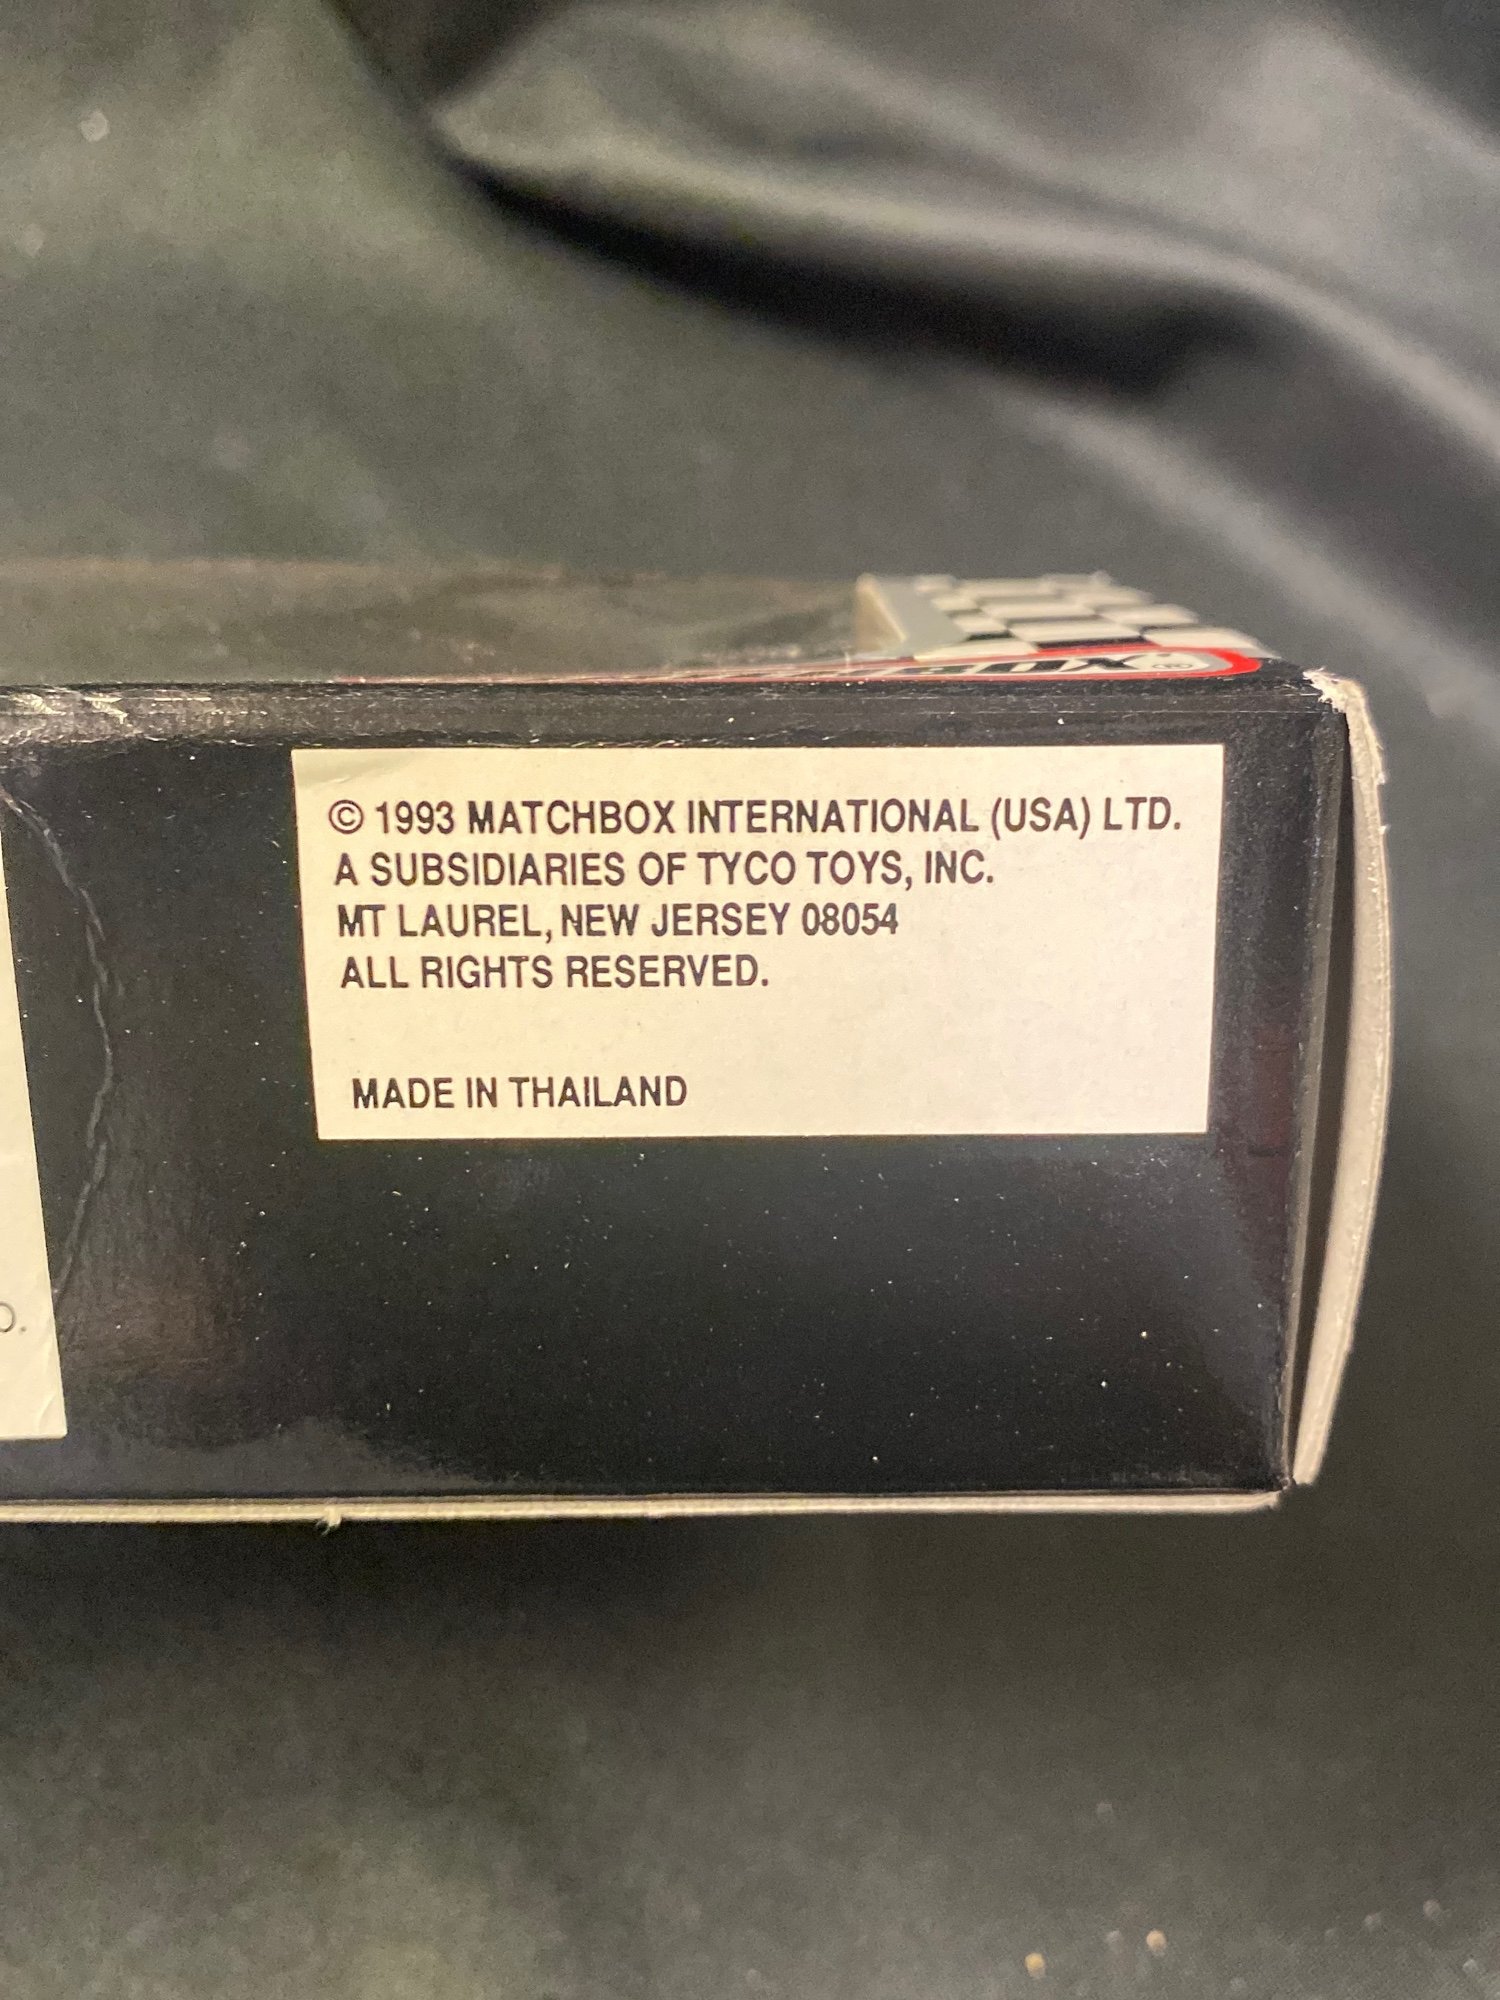 OX®
© 1993 MATCHBOX INTERNATIONAL (USA) LTD.
A SUBSIDIARIES OF TYCO TOYS, INC.
MT LAUREL, NEW JERSEY 08054
ALL RIGHTS RESERVED.
MADE IN THAILAND